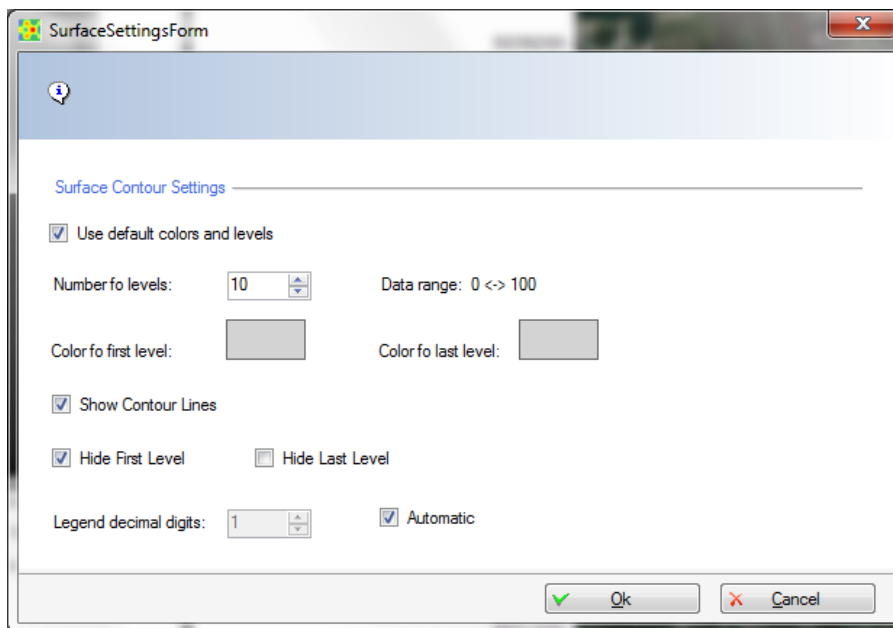 SurfaceSettingsForm
Surface Contour Settings
Use default colors and levels
Number fo levels: 10 Data range: 0 <-> 100
Color fo first level: Color fo last level:
Show Contour Lines
Hide First Level Hide Last Level
Legend decimal digits: 1 Automatic
Ok Cancel